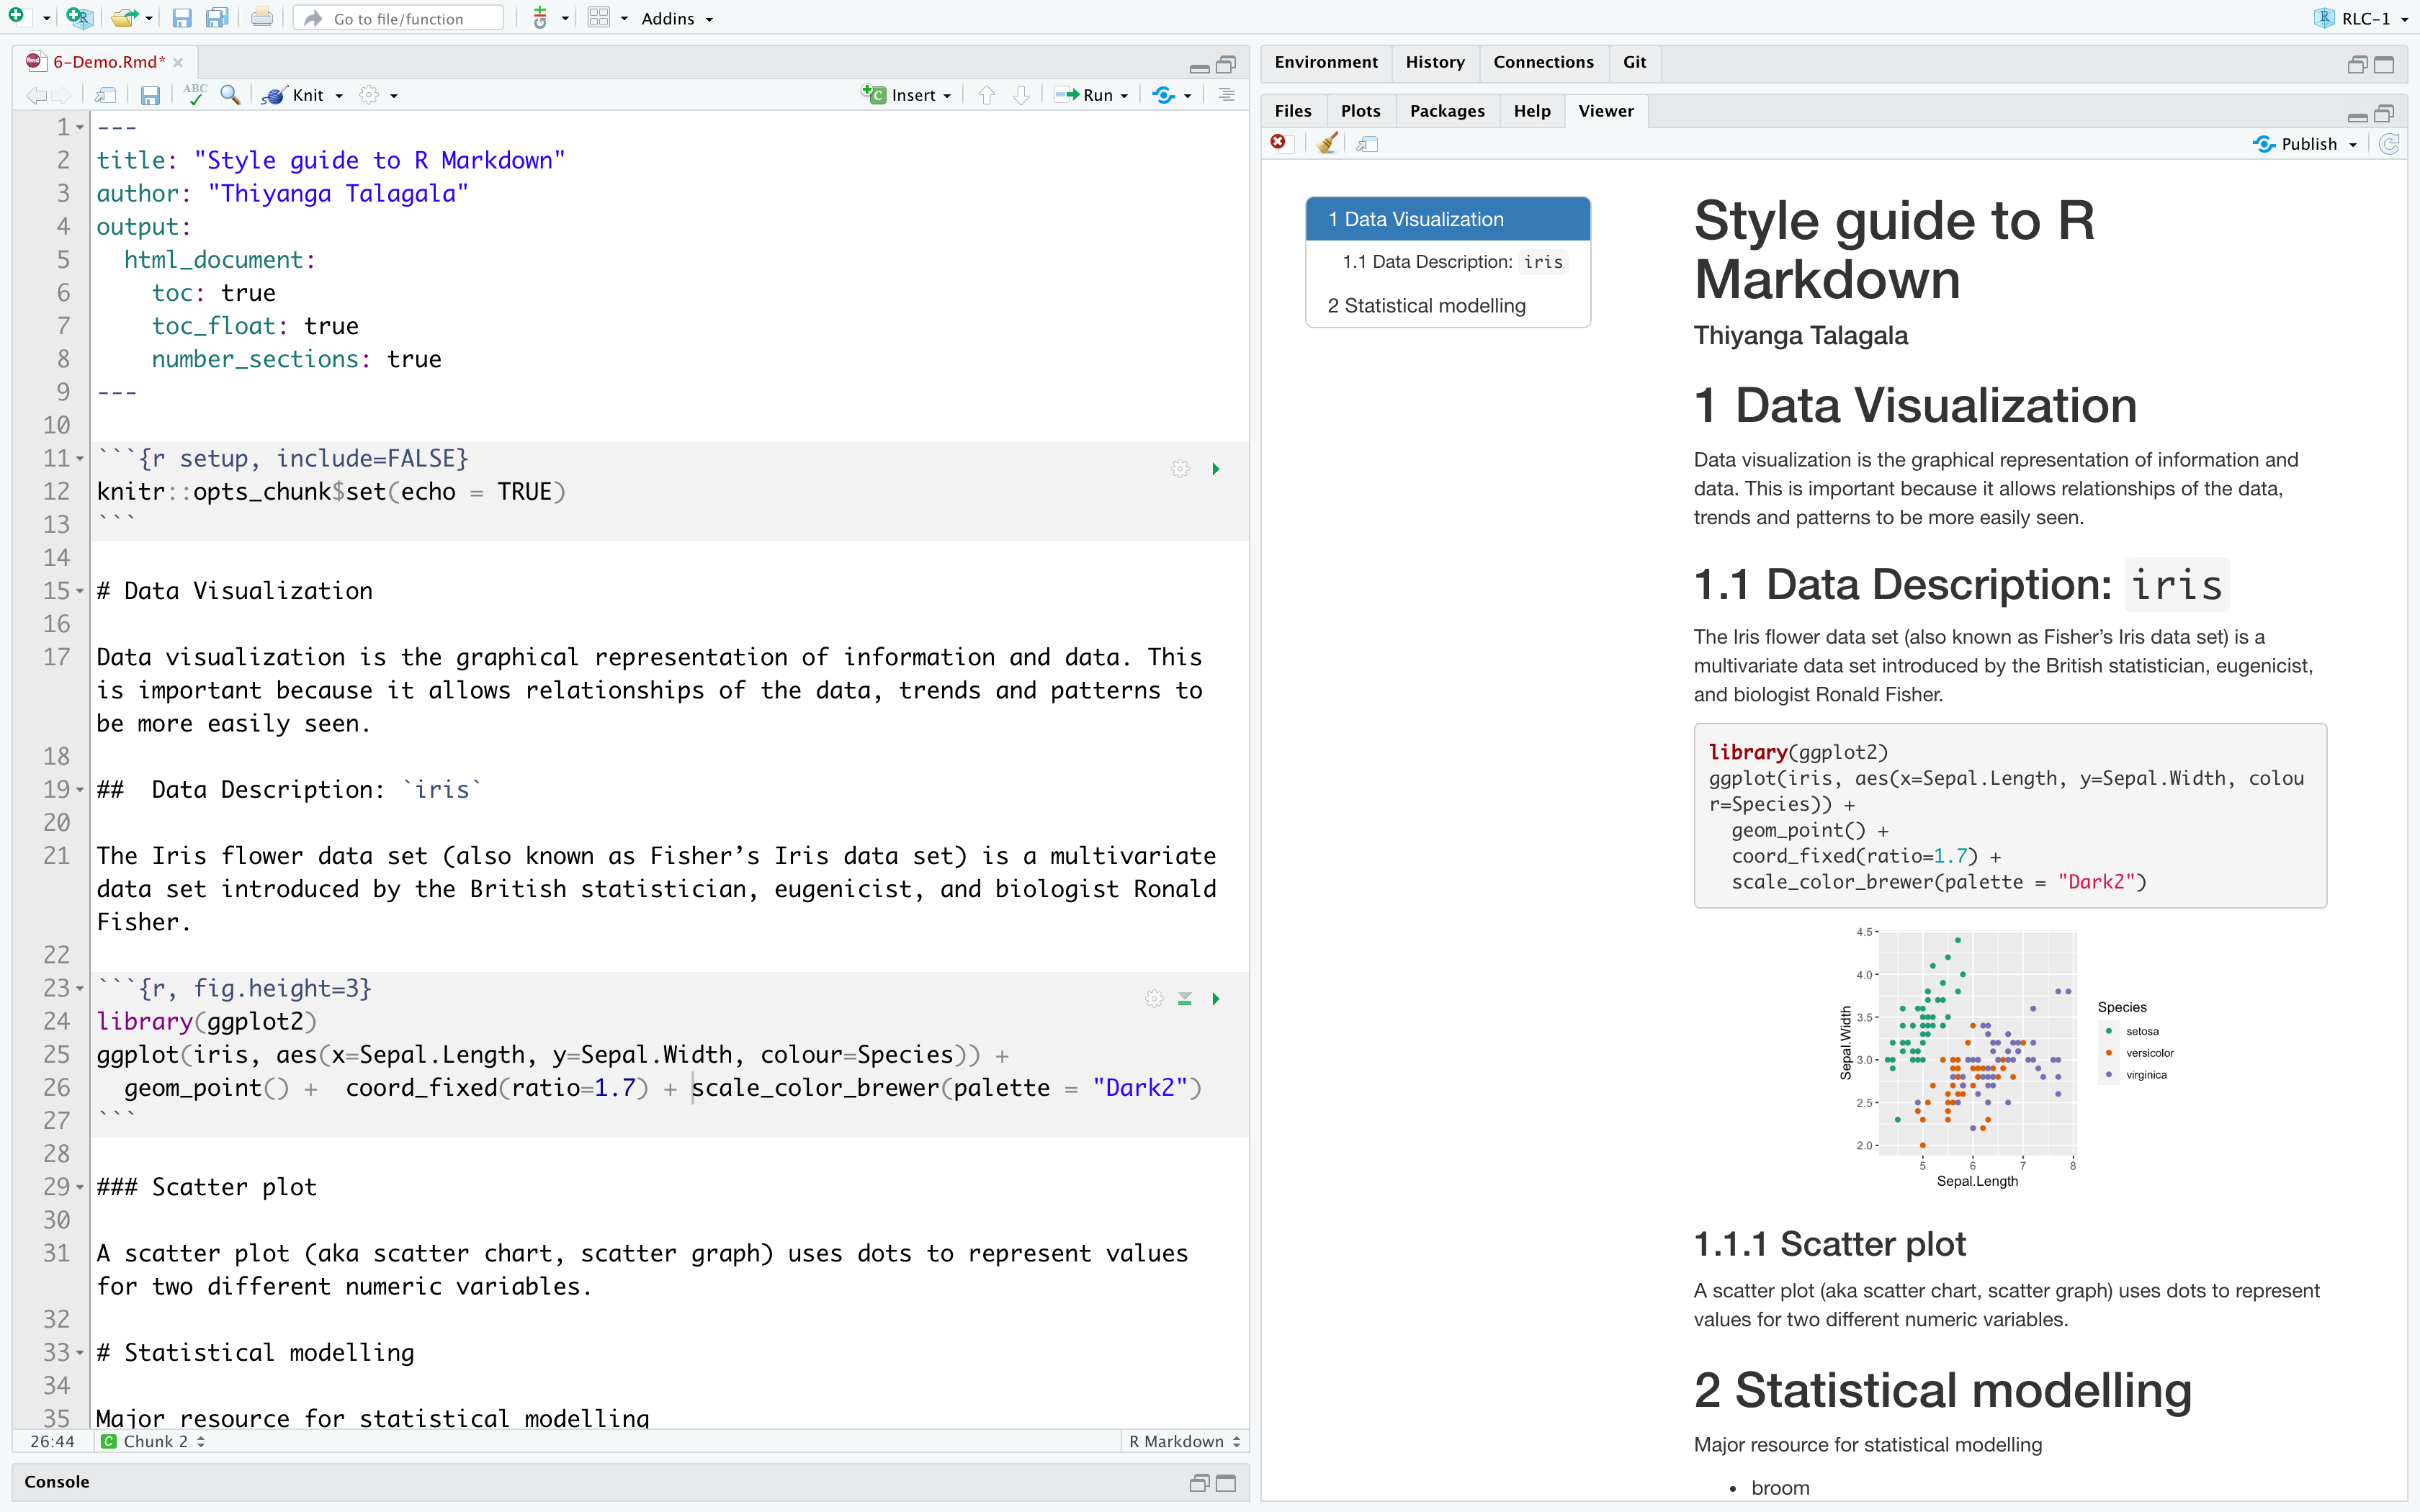 Go to file/function
Addins
RLC-1
6-Demo.Rmd*
ABC
Knit
Insert
Run
1 ---
2 title: "Style guide to R Markdown"
3 author: "Thiyanga Talagala"
4 output:
5   html_document:
6     toc: true
7     toc_float: true
8     number_sections: true
9 ---
10
11 ```{r setup, include=FALSE}
12 knitr::opts_chunk$set(echo = TRUE)
13 ```
14
15 # Data Visualization
16
17 Data visualization is the graphical representation of information and data. This
is important because it allows relationships of the data, trends and patterns to
be more easily seen.
18
19 ##  Data Description: `iris`
20
21 The Iris flower data set (also known as Fisher’s Iris data set) is a multivariate
data set introduced by the British statistician, eugenicist, and biologist Ronald
Fisher.
22
23 ```{r, fig.height=3}
24 library(ggplot2)
25 ggplot(iris, aes(x=Sepal.Length, y=Sepal.Width, colour=Species)) +
26   geom_point() +  coord_fixed(ratio=1.7) + scale_color_brewer(palette = "Dark2")
27 ```
28
29 ### Scatter plot
30
31 A scatter plot (aka scatter chart, scatter graph) uses dots to represent values
for two different numeric variables.
32
33 # Statistical modelling
34
35 Major resource for statistical modelling
26:44 C Chunk 2 R Markdown
Console
Environment History Connections Git
Files Plots Packages Help Viewer
Publish
1 Data Visualization
1.1 Data Description: iris
2 Statistical modelling
Style guide to R
Markdown
Thiyanga Talagala
1 Data Visualization
Data visualization is the graphical representation of information and
data. This is important because it allows relationships of the data,
trends and patterns to be more easily seen.
1.1 Data Description: iris
The Iris flower data set (also known as Fisher’s Iris data set) is a
multivariate data set introduced by the British statistician, eugenicist,
and biologist Ronald Fisher.
library(ggplot2)
ggplot(iris, aes(x=Sepal.Length, y=Sepal.Width, colou
r=Species)) +
  geom_point() +
  coord_fixed(ratio=1.7) +
  scale_color_brewer(palette = "Dark2")
4.5
4.0
3.5
3.0
2.5
2.0
Sepal.Width
5 6 7 8
Sepal.Length
Species
setosa
versicolor
virginica
1.1.1 Scatter plot
A scatter plot (aka scatter chart, scatter graph) uses dots to represent
values for two different numeric variables.
2 Statistical modelling
Major resource for statistical modelling
• broom